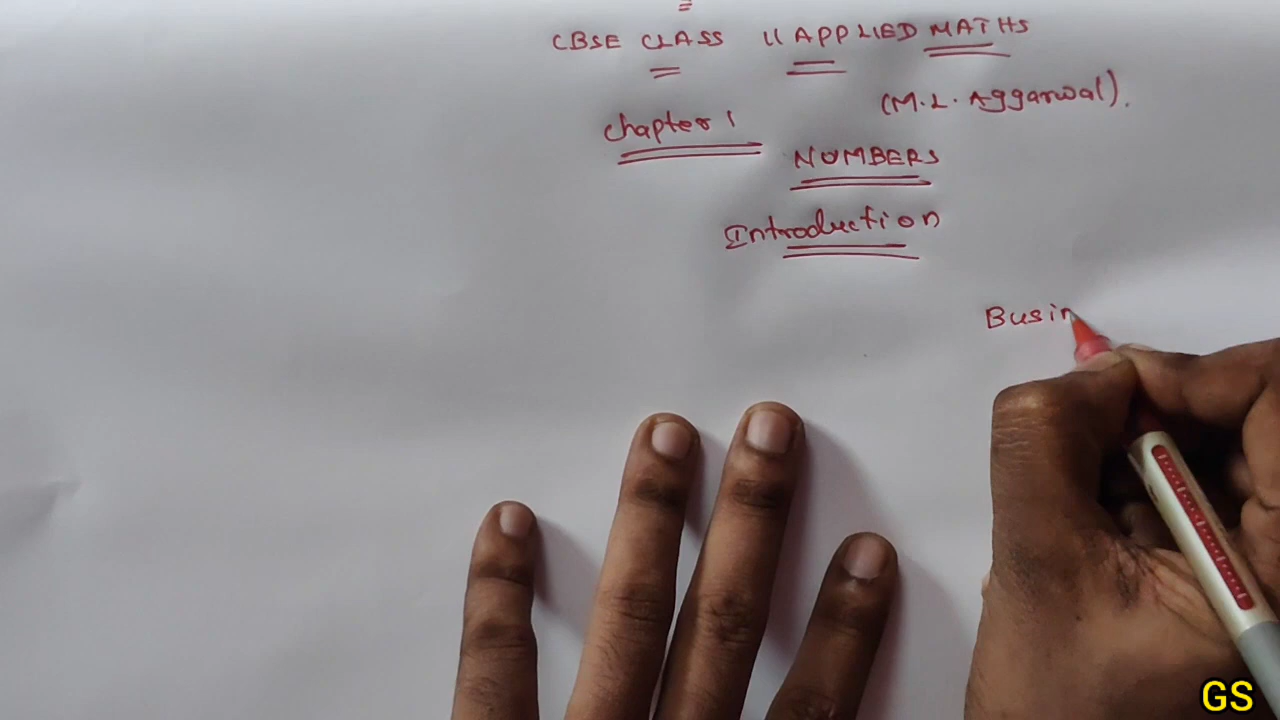 CBSE CLASS 11 APPLIED MATHS
(M.L. Aggarwal).
Chapter 1
NUMBERS
Introduction
Busin
GS